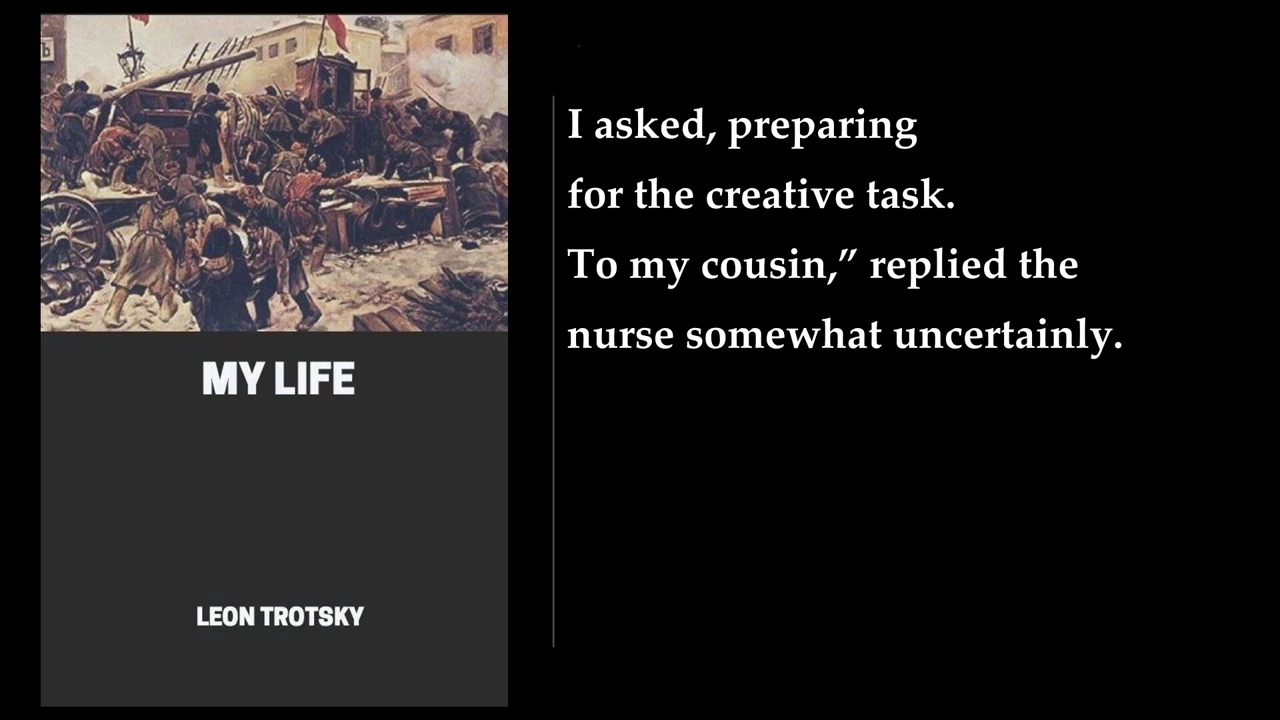 MY LIFE
LEON TROTSKY
I asked, preparing
for the creative task.
To my cousin,” replied the
nurse somewhat uncertainly.